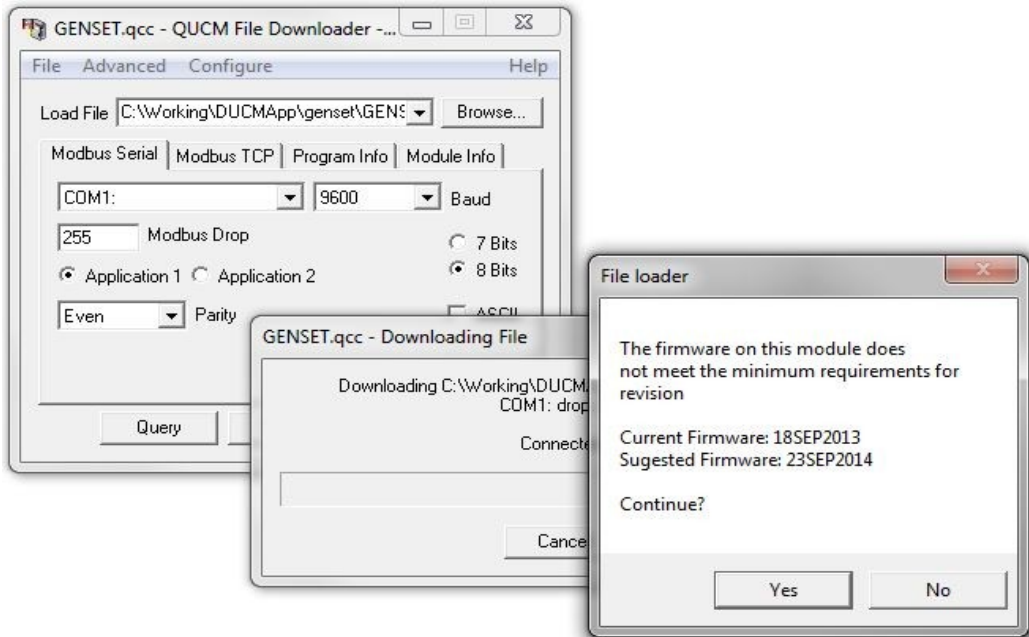 GENSET.qcc - QUCM File Downloader -...
File Advanced Configure Help
Load File C:\Working\DUCMApp\genset\GENS Browse...
Modbus Serial Modbus TCP Program Info Module Info
COM1: 9600 Baud
255 Modbus Drop 7 Bits
Application 1 Application 2 8 Bits
Even Parity ASCII
Query
GENSET.qcc - Downloading File
Downloading C:\Working\DUCM
COM1: drop
Connecte
Cance
File loader
The firmware on this module does
not meet the minimum requirements for
revision
Current Firmware: 18SEP2013
Sugested Firmware: 23SEP2014
Continue?
Yes No